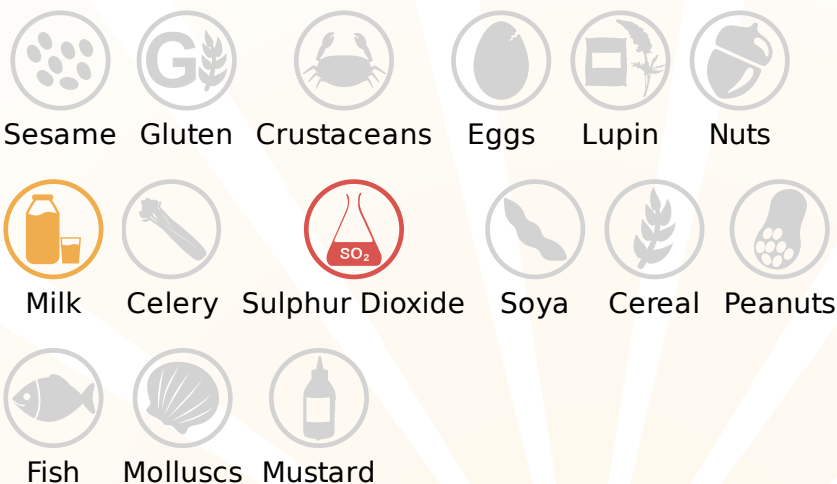 G
Sesame Gluten Crustaceans Eggs Lupin Nuts
SO₂
Milk Celery Sulphur Dioxide Soya Cereal Peanuts
Fish Molluscs Mustard